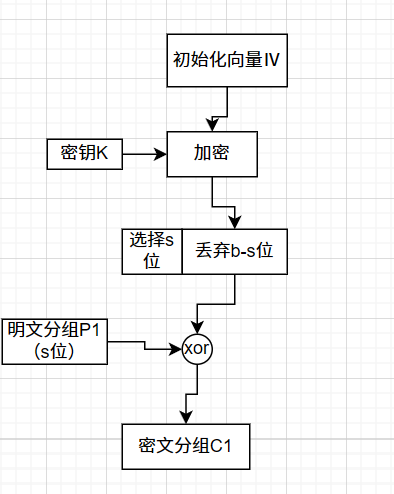 初始化向量IV
密钥K
加密
选择s
位
丢弃b-s位
明文分组P1
（s位）
xor
密文分组C1